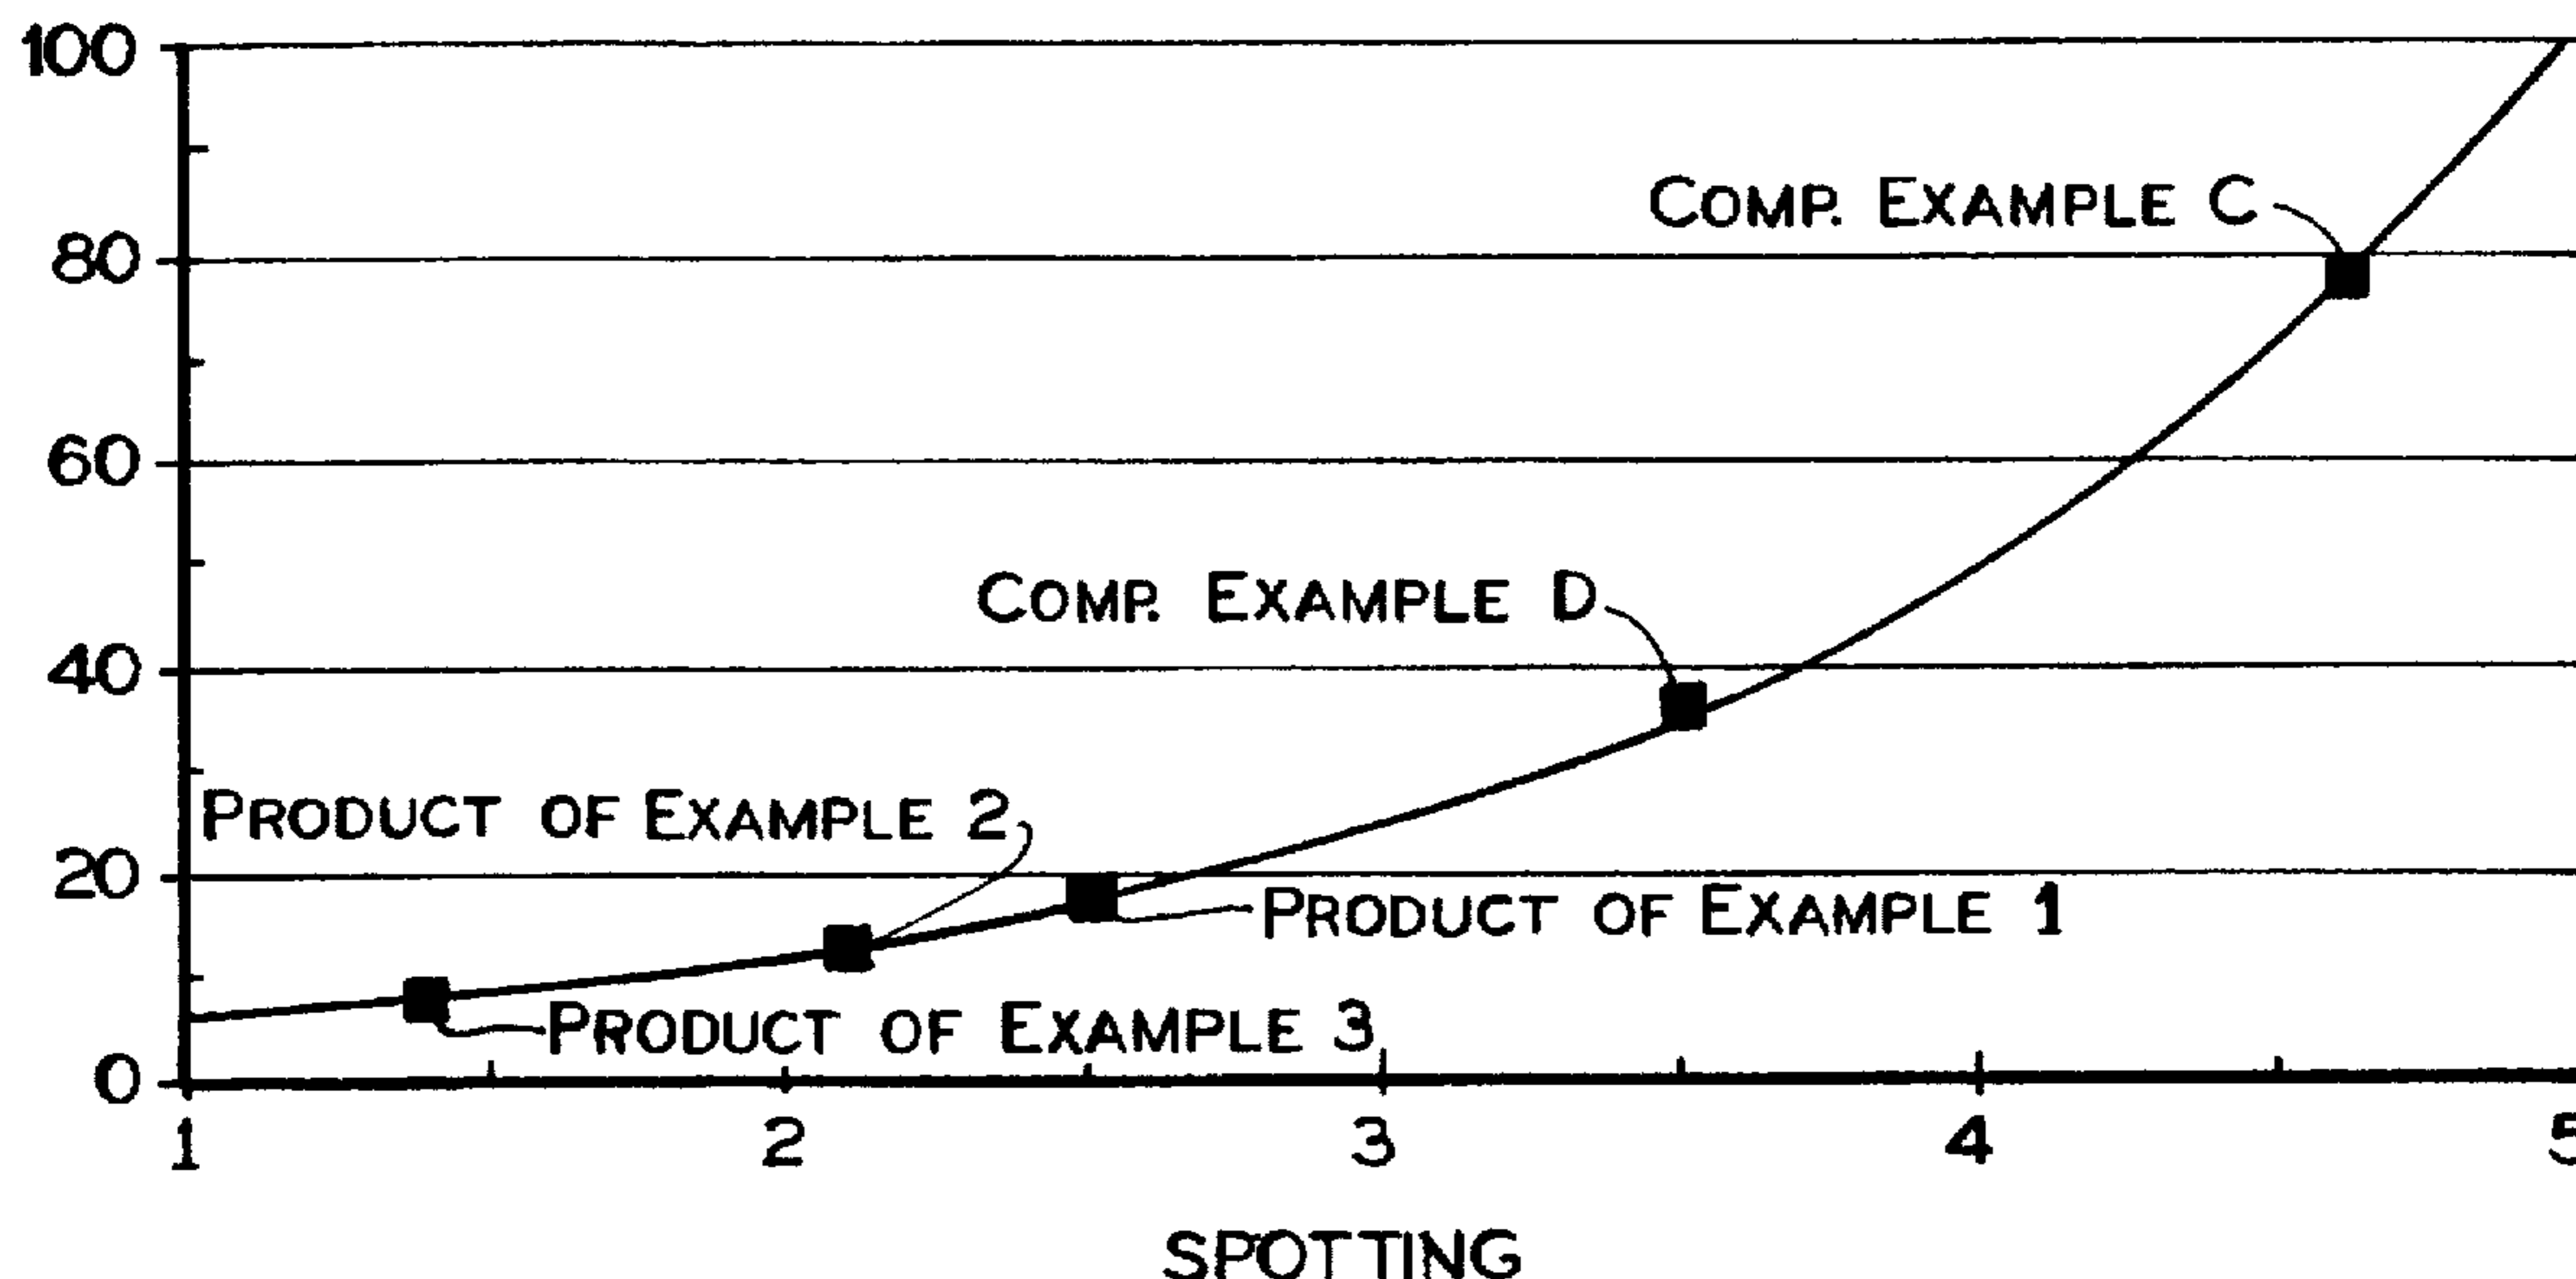 100
COMP. EXAMPLE C
80
60
COMP. EXAMPLE D
40
PRODUCT OF EXAMPLE 2
20
PRODUCT OF EXAMPLE 1
PRODUCT OF EXAMPLE 3
0
1 2 3 4 5
SPOTTING